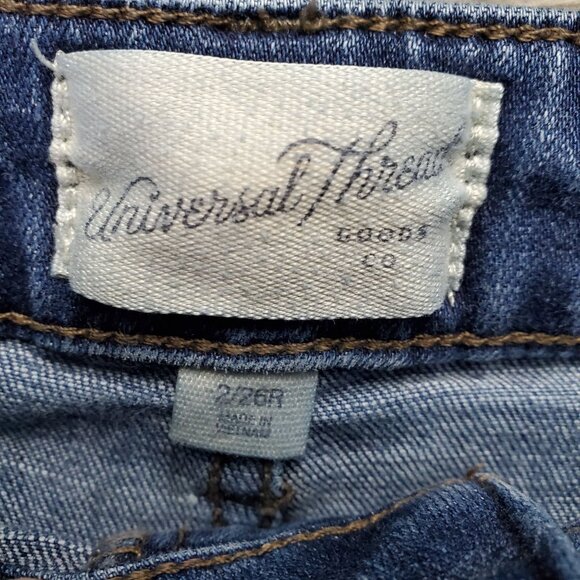 Universal Thread
GOODS
CO
2/26R
MADE IN
VIETNAM